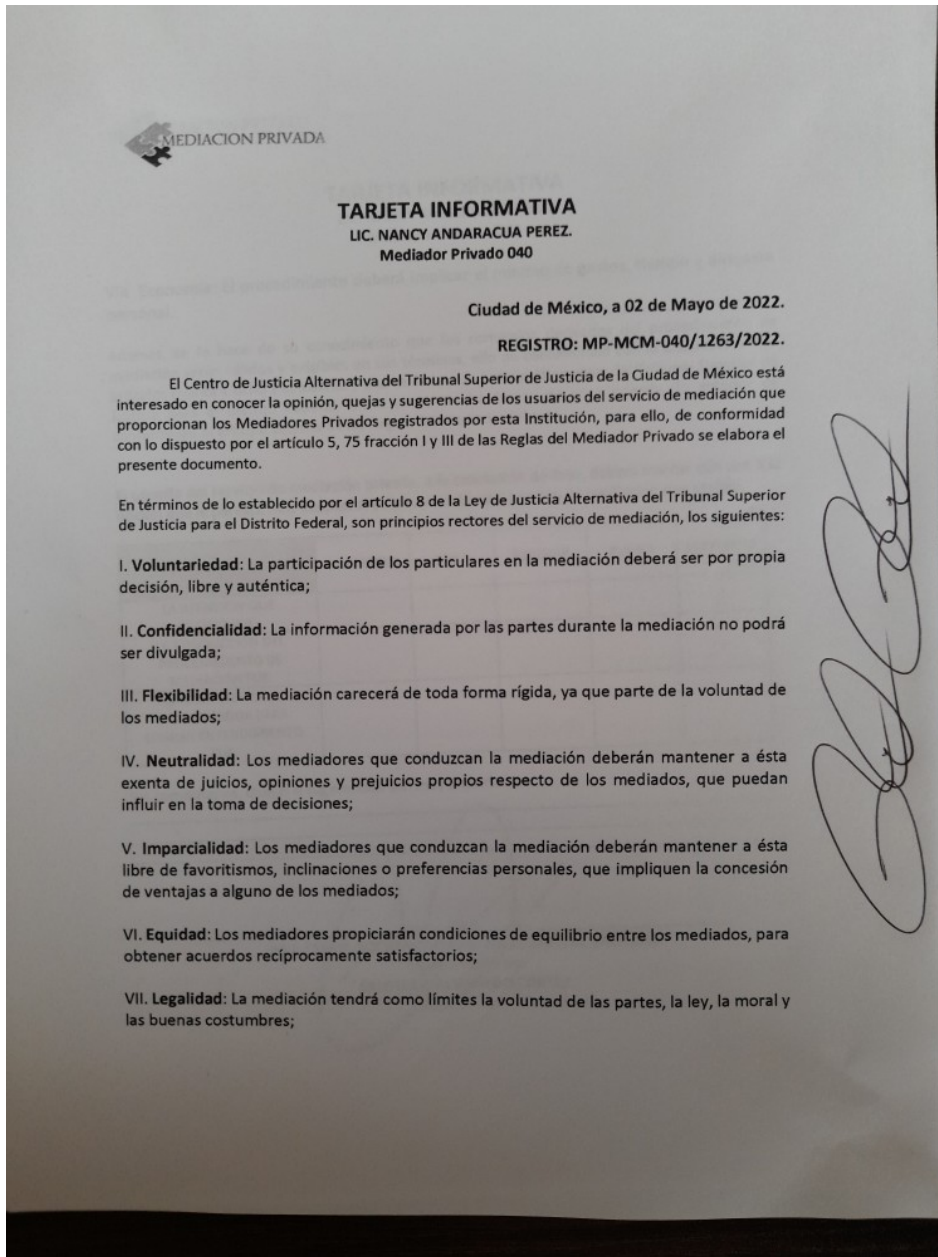 MEDIACION PRIVADA
TARJETA INFORMATIVA
LIC. NANCY ANDARACUA PEREZ.
Mediador Privado 040
Ciudad de México, a 02 de Mayo de 2022.
REGISTRO: MP-MCM-040/1263/2022.
El Centro de Justicia Alternativa del Tribunal Superior de Justicia de la Ciudad de México está
interesado en conocer la opinión, quejas y sugerencias de los usuarios del servicio de mediación que
proporcionan los Mediadores Privados registrados por esta Institución, para ello, de conformidad
con lo dispuesto por el artículo 5, 75 fracción I y III de las Reglas del Mediador Privado se elabora el
presente documento.
En términos de lo establecido por el artículo 8 de la Ley de Justicia Alternativa del Tribunal Superior
de Justicia para el Distrito Federal, son principios rectores del servicio de mediación, los siguientes:
I. Voluntariedad: La participación de los particulares en la mediación deberá ser por propia
decisión, libre y auténtica;
II. Confidencialidad: La información generada por las partes durante la mediación no podrá
ser divulgada;
III. Flexibilidad: La mediación carecerá de toda forma rígida, ya que parte de la voluntad de
los mediados;
IV. Neutralidad: Los mediadores que conduzcan la mediación deberán mantener a ésta
exenta de juicios, opiniones y prejuicios propios respecto de los mediados, que puedan
influir en la toma de decisiones;
V. Imparcialidad: Los mediadores que conduzcan la mediación deberán mantener a ésta
libre de favoritismos, inclinaciones o preferencias personales, que impliquen la concesión
de ventajas a alguno de los mediados;
VI. Equidad: Los mediadores propiciarán condiciones de equilibrio entre los mediados, para
obtener acuerdos recíprocamente satisfactorios;
VII. Legalidad: La mediación tendrá como límites la voluntad de las partes, la ley, la moral y
las buenas costumbres;